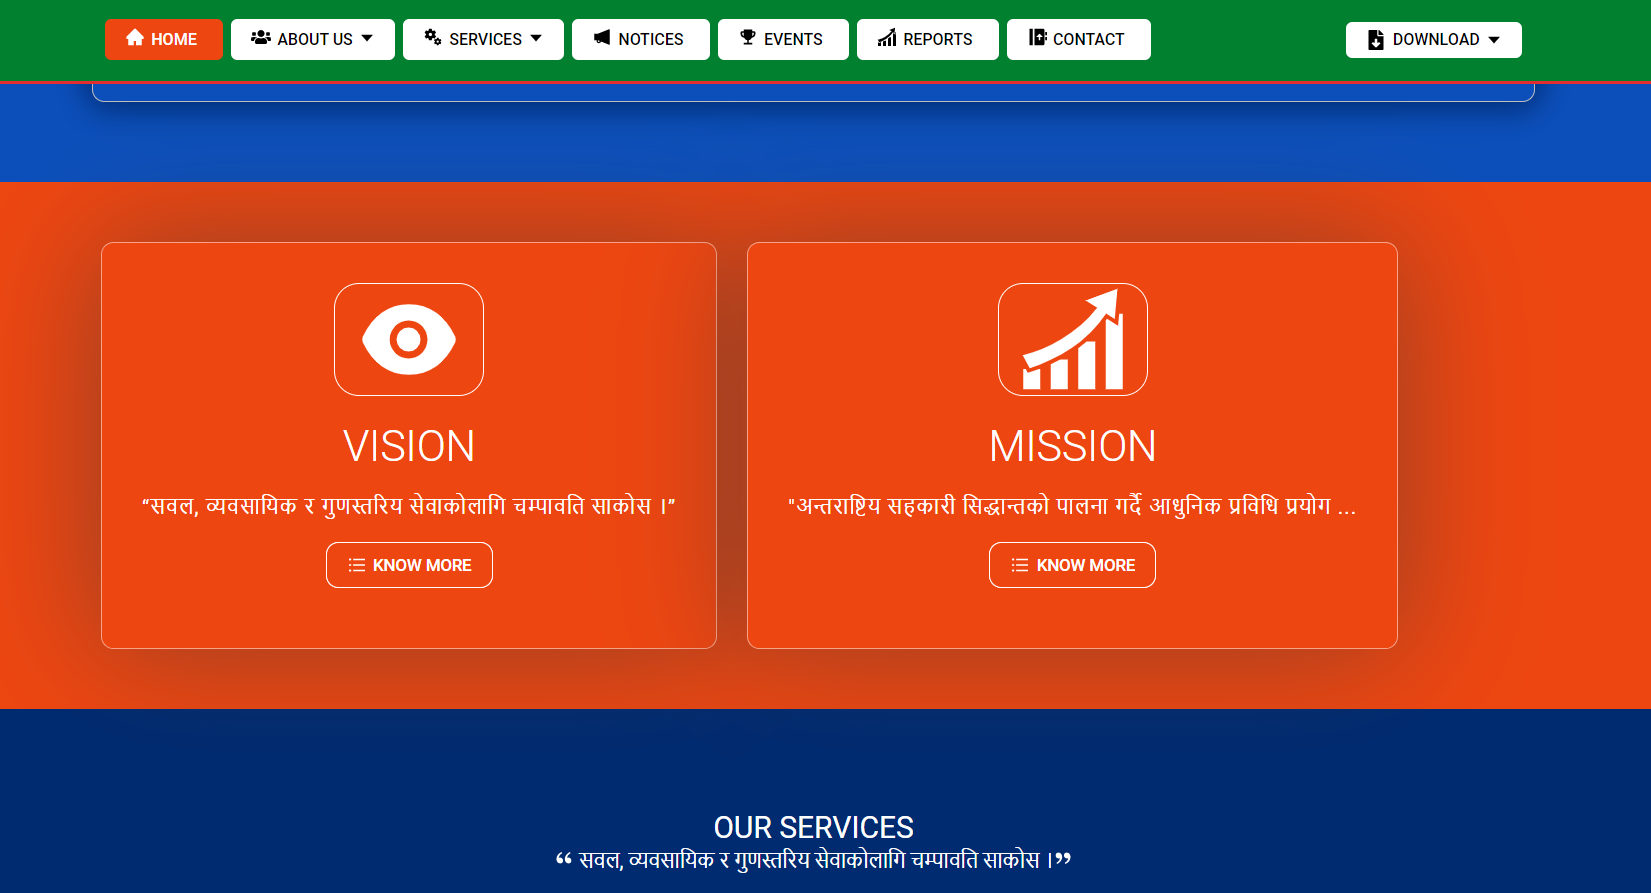 HOME ABOUT US SERVICES NOTICES EVENTS REPORTS CONTACT DOWNLOAD
VISION
“सवल, व्यवसायिक र गुणस्तरिय सेवाकोलागि चम्पावति साकोस ।”
KNOW MORE
MISSION
"अन्तराष्टिय सहकारी सिद्धान्तको पालना गर्दै आधुनिक प्रविधि प्रयोग ...
KNOW MORE
OUR SERVICES
“ सवल, व्यवसायिक र गुणस्तरिय सेवाकोलागि चम्पावति साकोस ।”